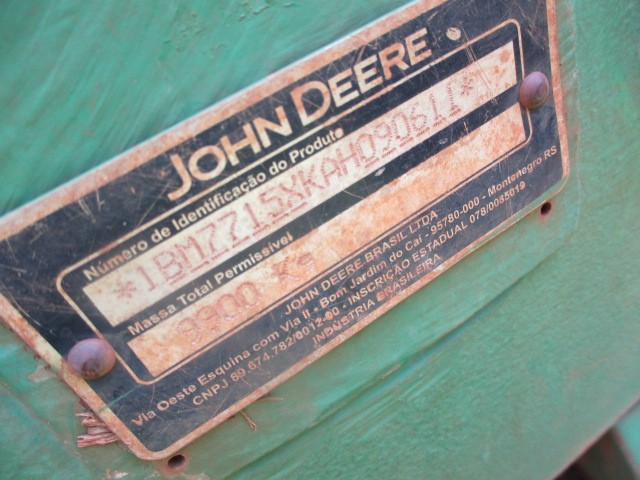 JOHN DEERE
Número de Identificação do Produto
*1BM7715XKAH090611*
Massa Total Permissível
9900 Kg
JOHN DEERE BRASIL LTDA
Via Oeste Esquina com Via II - Bom Jardim do Caí - 95780-000 - Montenegro RS
CNPJ 89.674.782/0012-00 - INSCRIÇÃO ESTADUAL 078/0085019
INDÚSTRIA BRASILEIRA